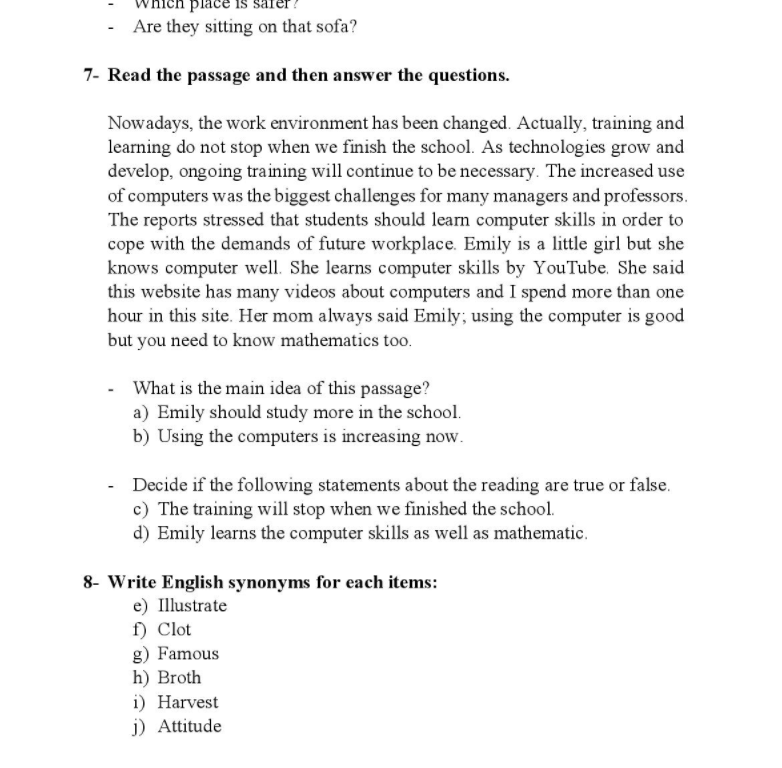 - Which place is safer?
- Are they sitting on that sofa?
7- Read the passage and then answer the questions.
Nowadays, the work environment has been changed. Actually, training and
learning do not stop when we finish the school. As technologies grow and
develop, ongoing training will continue to be necessary. The increased use
of computers was the biggest challenges for many managers and professors.
The reports stressed that students should learn computer skills in order to
cope with the demands of future workplace. Emily is a little girl but she
knows computer well. She learns computer skills by YouTube. She said
this website has many videos about computers and I spend more than one
hour in this site. Her mom always said Emily; using the computer is good
but you need to know mathematics too.
- What is the main idea of this passage?
a) Emily should study more in the school.
b) Using the computers is increasing now.
- Decide if the following statements about the reading are true or false.
c) The training will stop when we finished the school.
d) Emily learns the computer skills as well as mathematic.
8- Write English synonyms for each items:
e) Illustrate
f) Clot
g) Famous
h) Broth
i) Harvest
j) Attitude